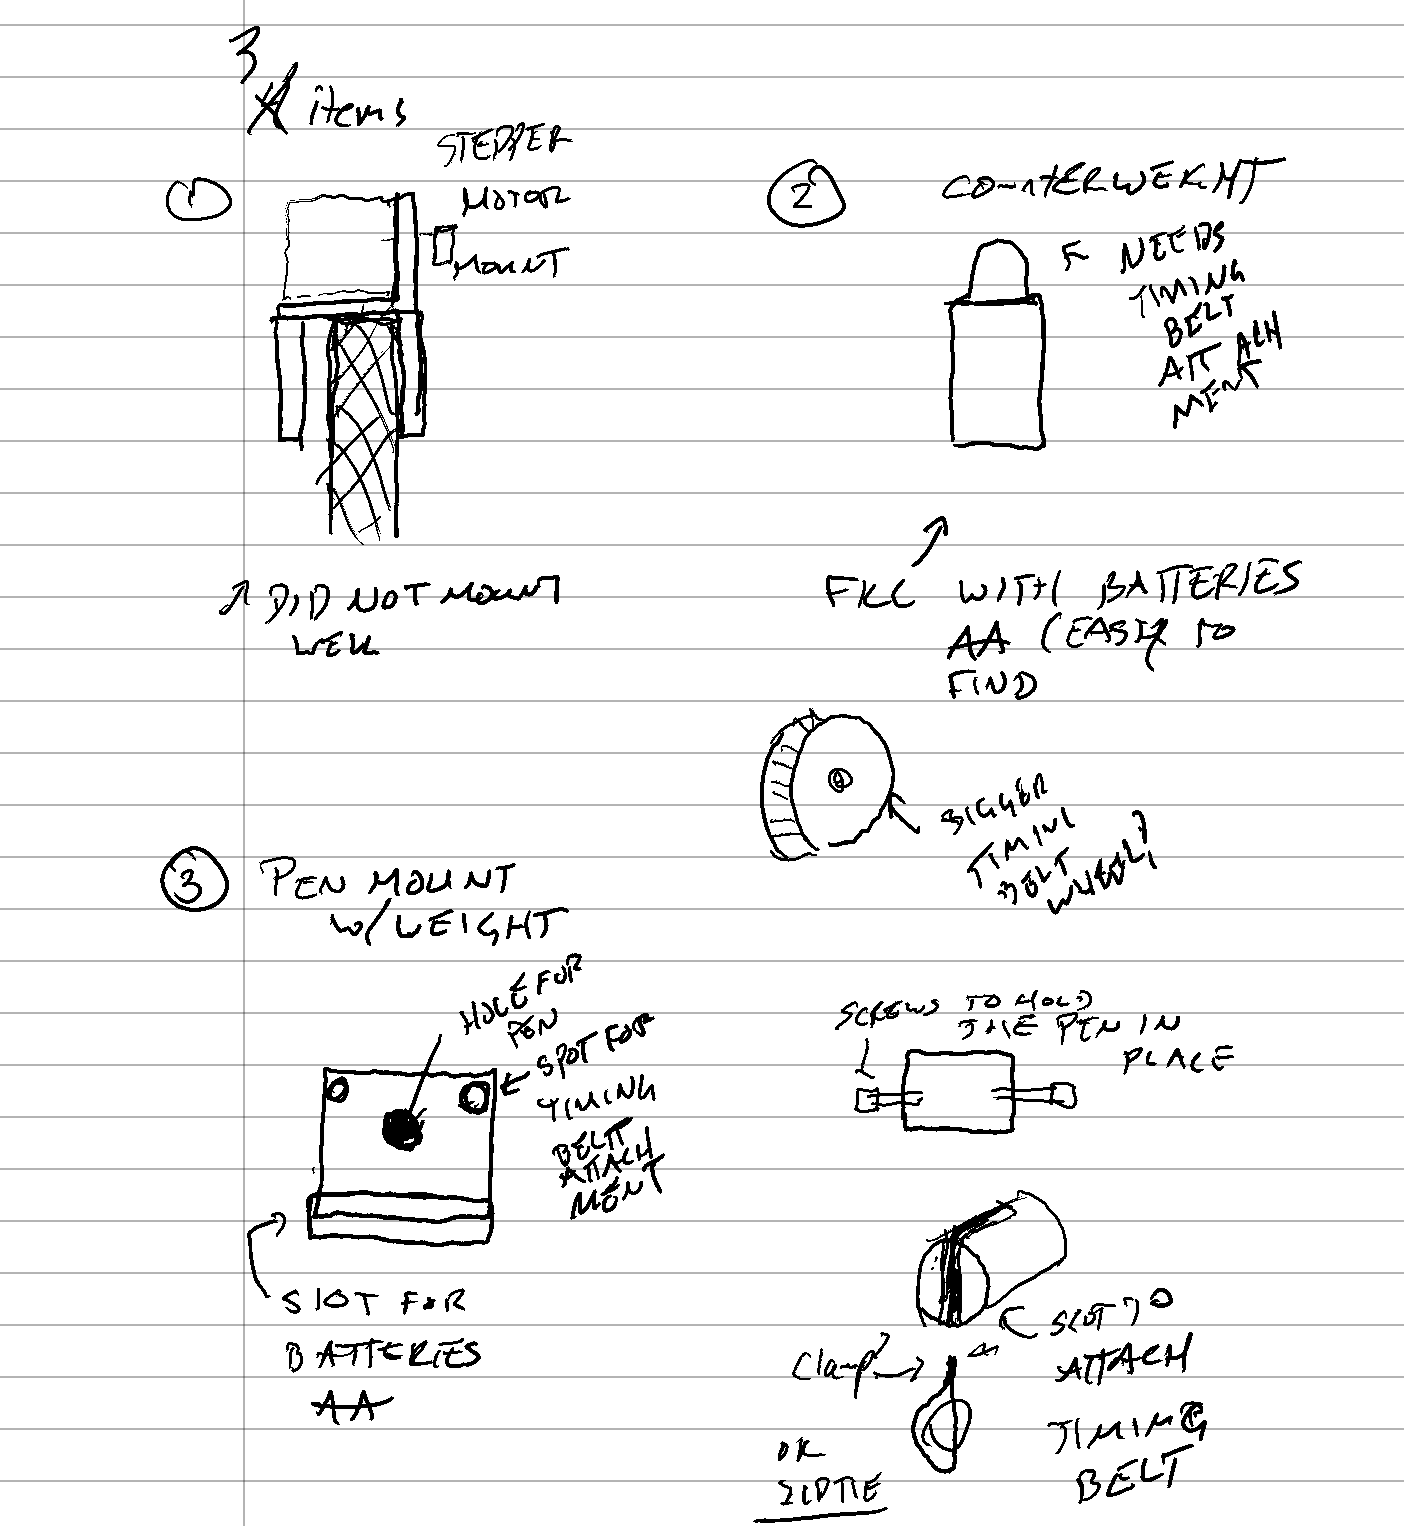 3
items
①
STEPPER
MOTOR
MOUNT
DID NOT MOUNT
WELL
②
COUNTERWEIGHT
NEEDS
TIMING
BELT
ATTACH
MENT
FILL WITH BATTERIES
AA (EASY TO
FIND
BIGGER
TIMING
BELT
WHEEL?
③ PEN MOUNT
W/ WEIGHT
HOLE FOR
PEN
SPOT FOR
TIMING
BELT
ATTACH
MENT
SLOT FOR
BATTERIES
AA
SCREWS TO HOLD
THE PEN IN
PLACE
SLOT TO
ATTACH
TIMING
BELT
Clamp?
OR
ZIPTIE